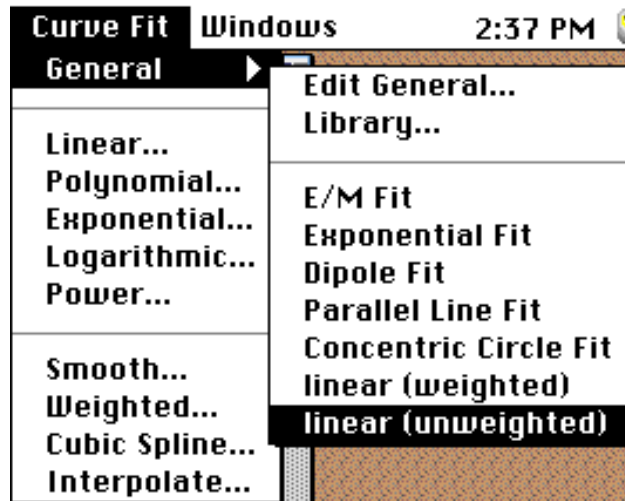 Curve Fit Windows 2:37 PM
General
Linear...
Polynomial...
Exponential...
Logarithmic...
Power...
Smooth...
Weighted...
Cubic Spline...
Interpolate...
Edit General...
Library...
E/M Fit
Exponential Fit
Dipole Fit
Parallel Line Fit
Concentric Circle Fit
linear (weighted)
linear (unweighted)